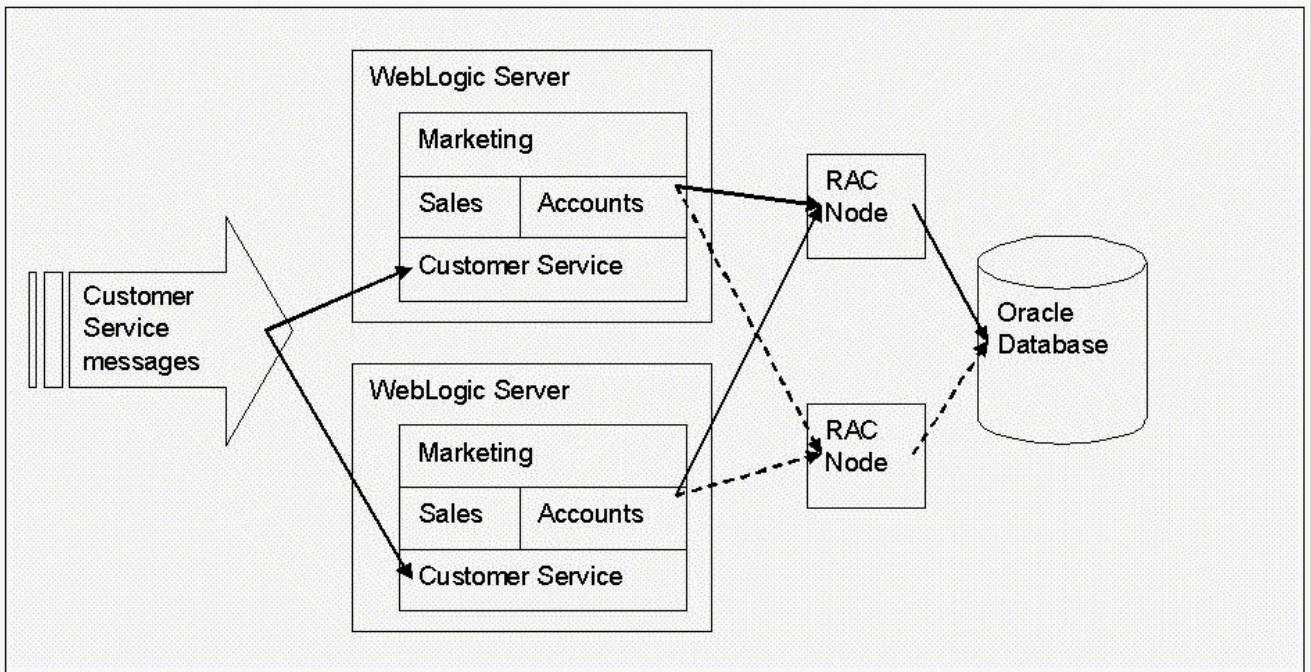 Customer
Service
messages
WebLogic Server
Marketing
Sales
Accounts
Customer Service
WebLogic Server
Marketing
Sales
Accounts
Customer Service
RAC
Node
RAC
Node
Oracle
Database